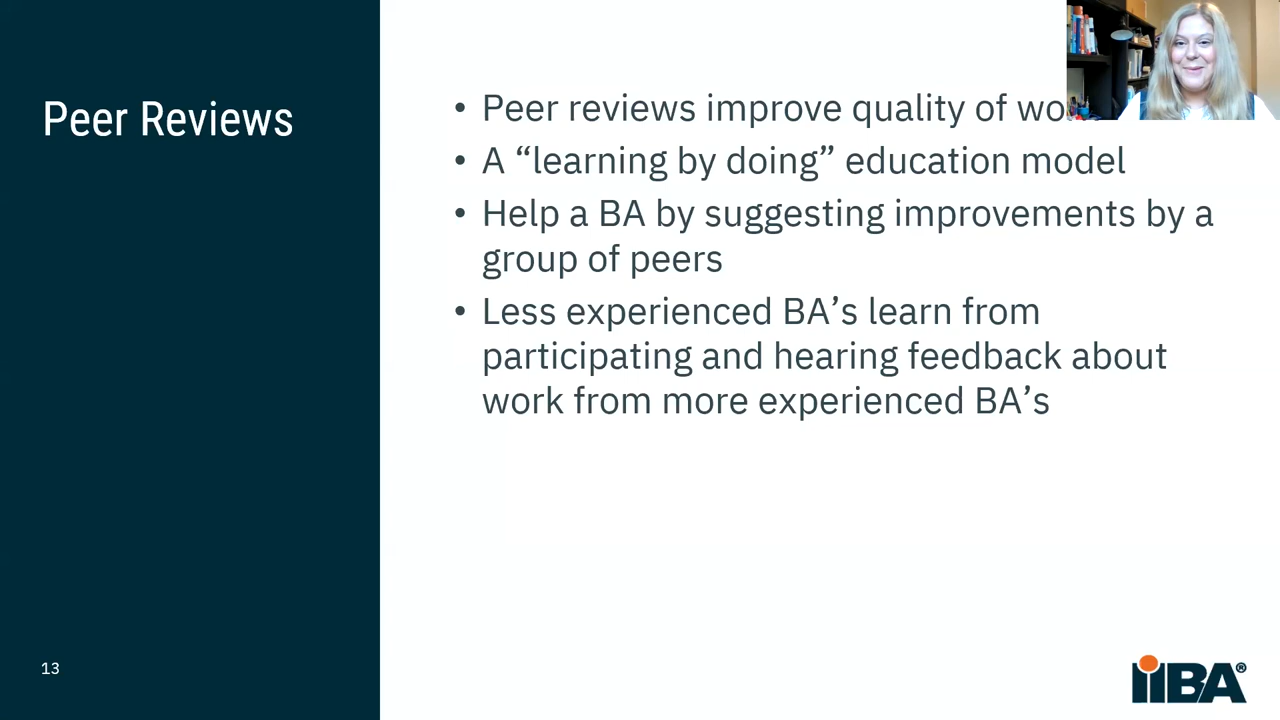 Peer Reviews
• Peer reviews improve quality of
• A “learning by doing” education model
• Help a BA by suggesting improvements by a
group of peers
• Less experienced BA’s learn from
participating and hearing feedback about
work from more experienced BA’s
13
iiBA®